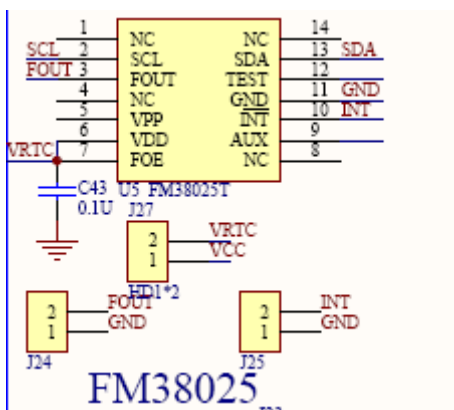 1 NC NC 14
SCL 2 SCL SDA 13 SDA
FOUT 3 FOUT TEST 12
4 NC GND 11 GND
5 VPP INT 10 INT
6 VDD AUX 9
VRTC 7 FOE NC 8
C43 U5 FM38025T
0.1U J27
2 VRTC
1 VCC
HD1*2
2 FOUT
1 GND
J24
2 INT
1 GND
J25
FM38025